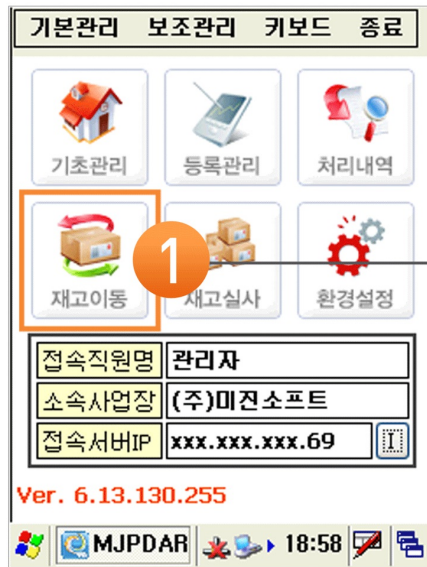 기본관리 보조관리 키보드 종료
기초관리 등록관리 처리내역
재고이동 1 재고실사 환경설정
접속직원명 관리자
소속사업장 (주)미진소프트
접속서버IP xxx.xxx.xxx.69 I
Ver. 6.13.130.255
MJPDAR 18:58